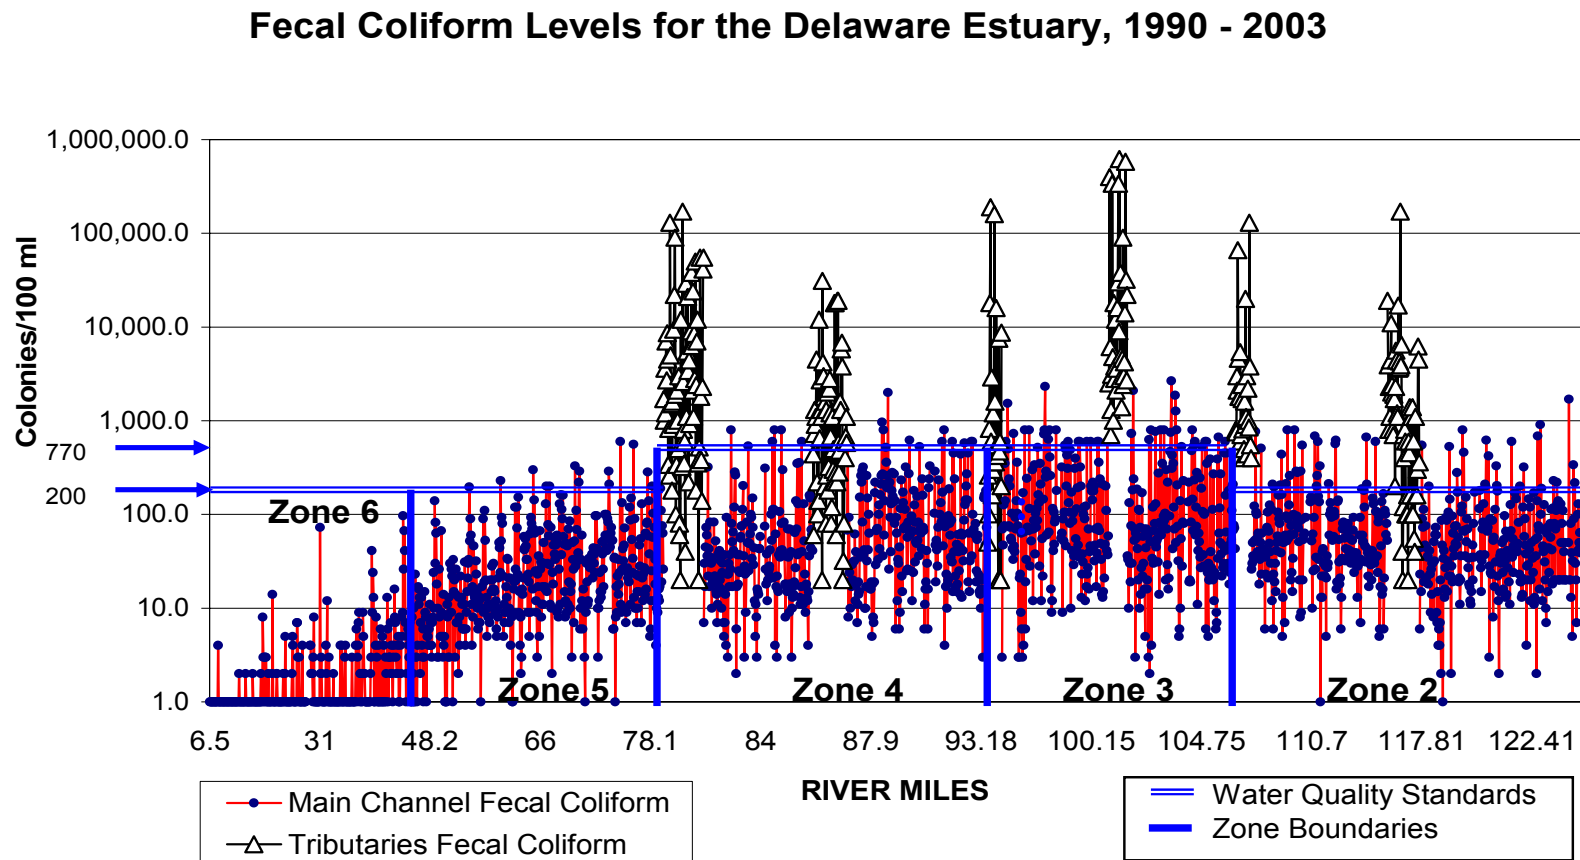 Fecal Coliform Levels for the Delaware Estuary, 1990 - 2003
Colonies/100 ml
1,000,000.0
100,000.0
10,000.0
1,000.0
770
200
100.0
10.0
1.0
Zone 6
Zone 5
Zone 4
Zone 3
Zone 2
6.5 31 48.2 66 78.1 84 87.9 93.18 100.15 104.75 110.7 117.81 122.41
RIVER MILES
Main Channel Fecal Coliform
Tributaries Fecal Coliform
Water Quality Standards
Zone Boundaries